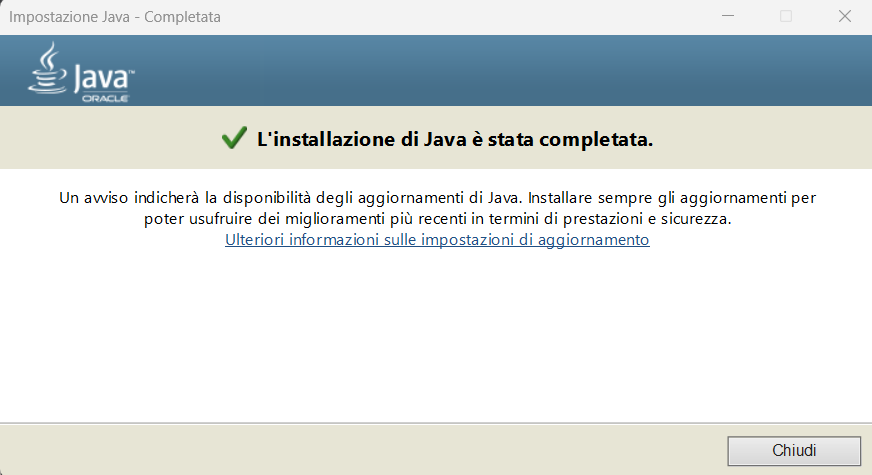 Impostazione Java - Completata
Java™
ORACLE
L'installazione di Java è stata completata.
Un avviso indicherà la disponibilità degli aggiornamenti di Java. Installare sempre gli aggiornamenti per
poter usufruire dei miglioramenti più recenti in termini di prestazioni e sicurezza.
Ulteriori informazioni sulle impostazioni di aggiornamento
Chiudi